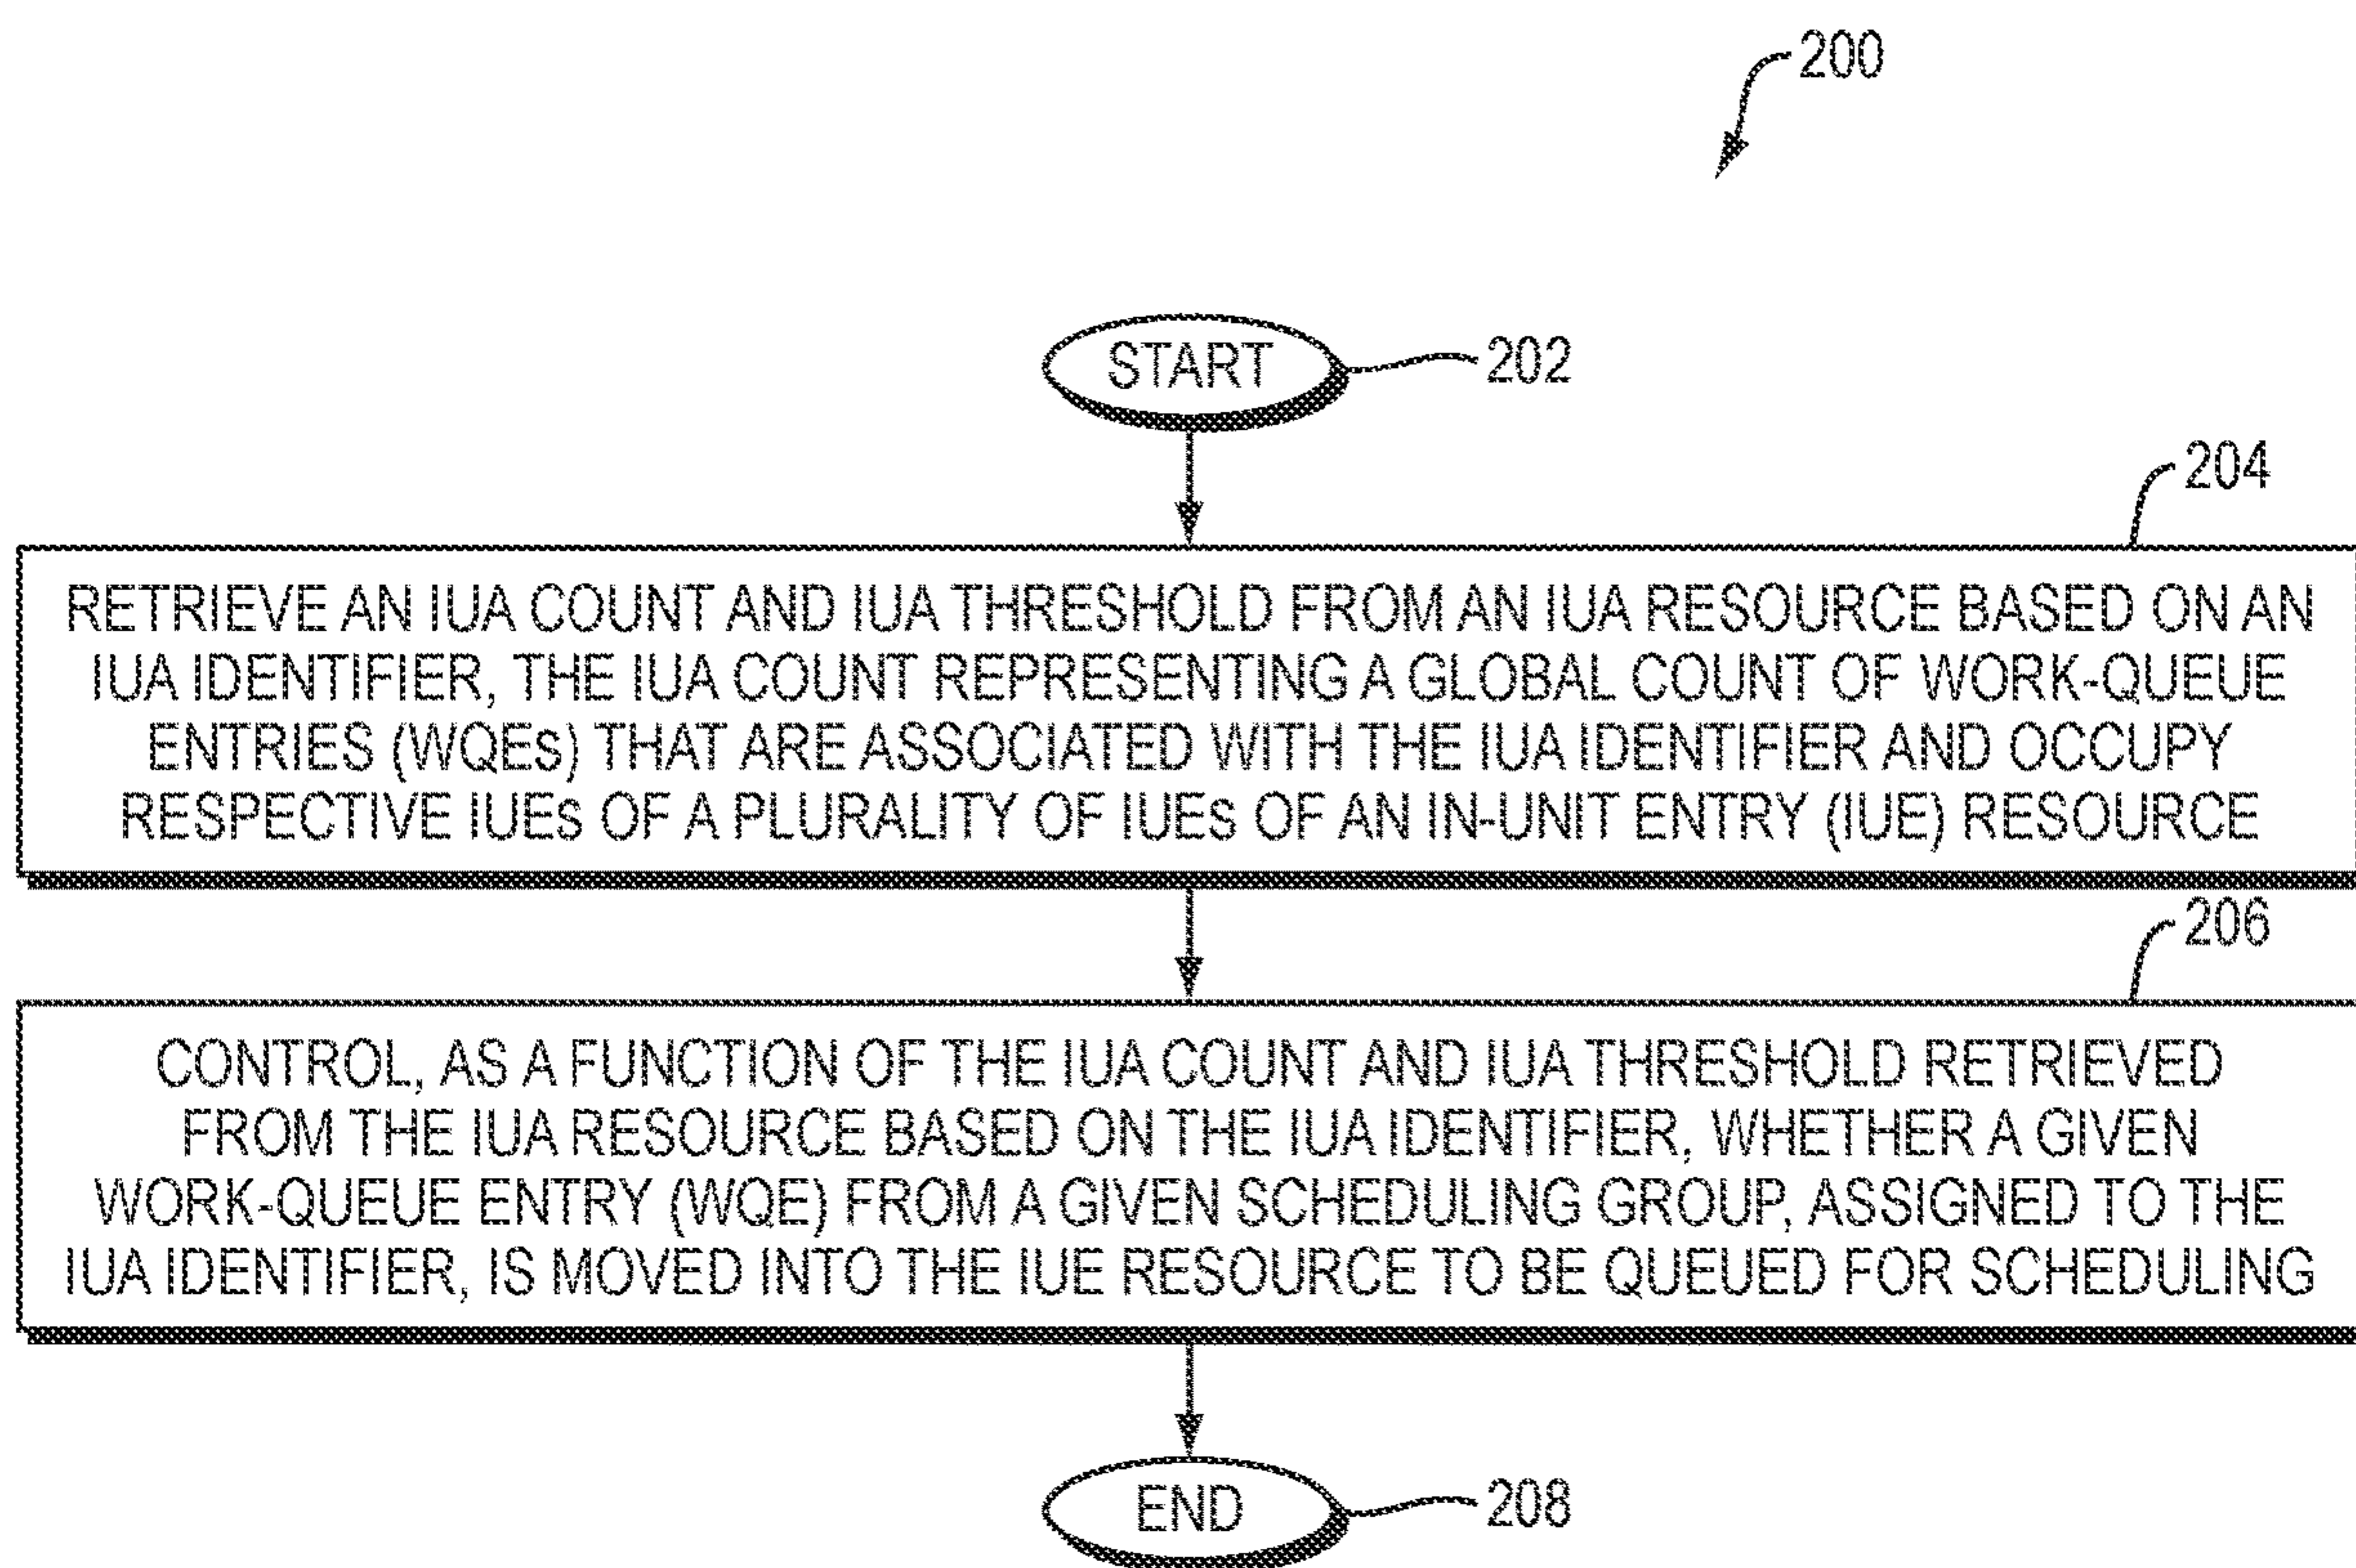 200
START
202
204
RETRIEVE AN IUA COUNT AND IUA THRESHOLD FROM AN IUA RESOURCE BASED ON AN
IUA IDENTIFIER, THE IUA COUNT REPRESENTING A GLOBAL COUNT OF WORK-QUEUE
ENTRIES (WQEs) THAT ARE ASSOCIATED WITH THE IUA IDENTIFIER AND OCCUPY
RESPECTIVE IUEs OF A PLURALITY OF IUEs OF AN IN-UNIT ENTRY (IUE) RESOURCE
206
CONTROL, AS A FUNCTION OF THE IUA COUNT AND IUA THRESHOLD RETRIEVED
FROM THE IUA RESOURCE BASED ON THE IUA IDENTIFIER, WHETHER A GIVEN
WORK-QUEUE ENTRY (WQE) FROM A GIVEN SCHEDULING GROUP, ASSIGNED TO THE
IUA IDENTIFIER, IS MOVED INTO THE IUE RESOURCE TO BE QUEUED FOR SCHEDULING
END
208